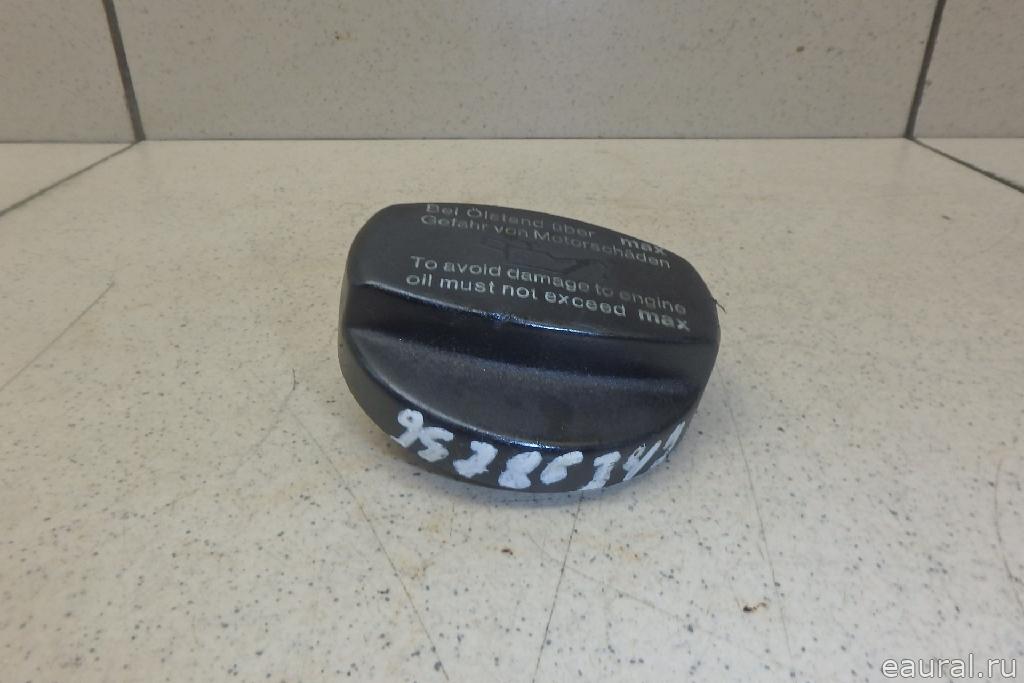 Bei Ölstand über max
Gefahr von Motorschäden
To avoid damage to engine
oil must not exceed max
eaural.ru